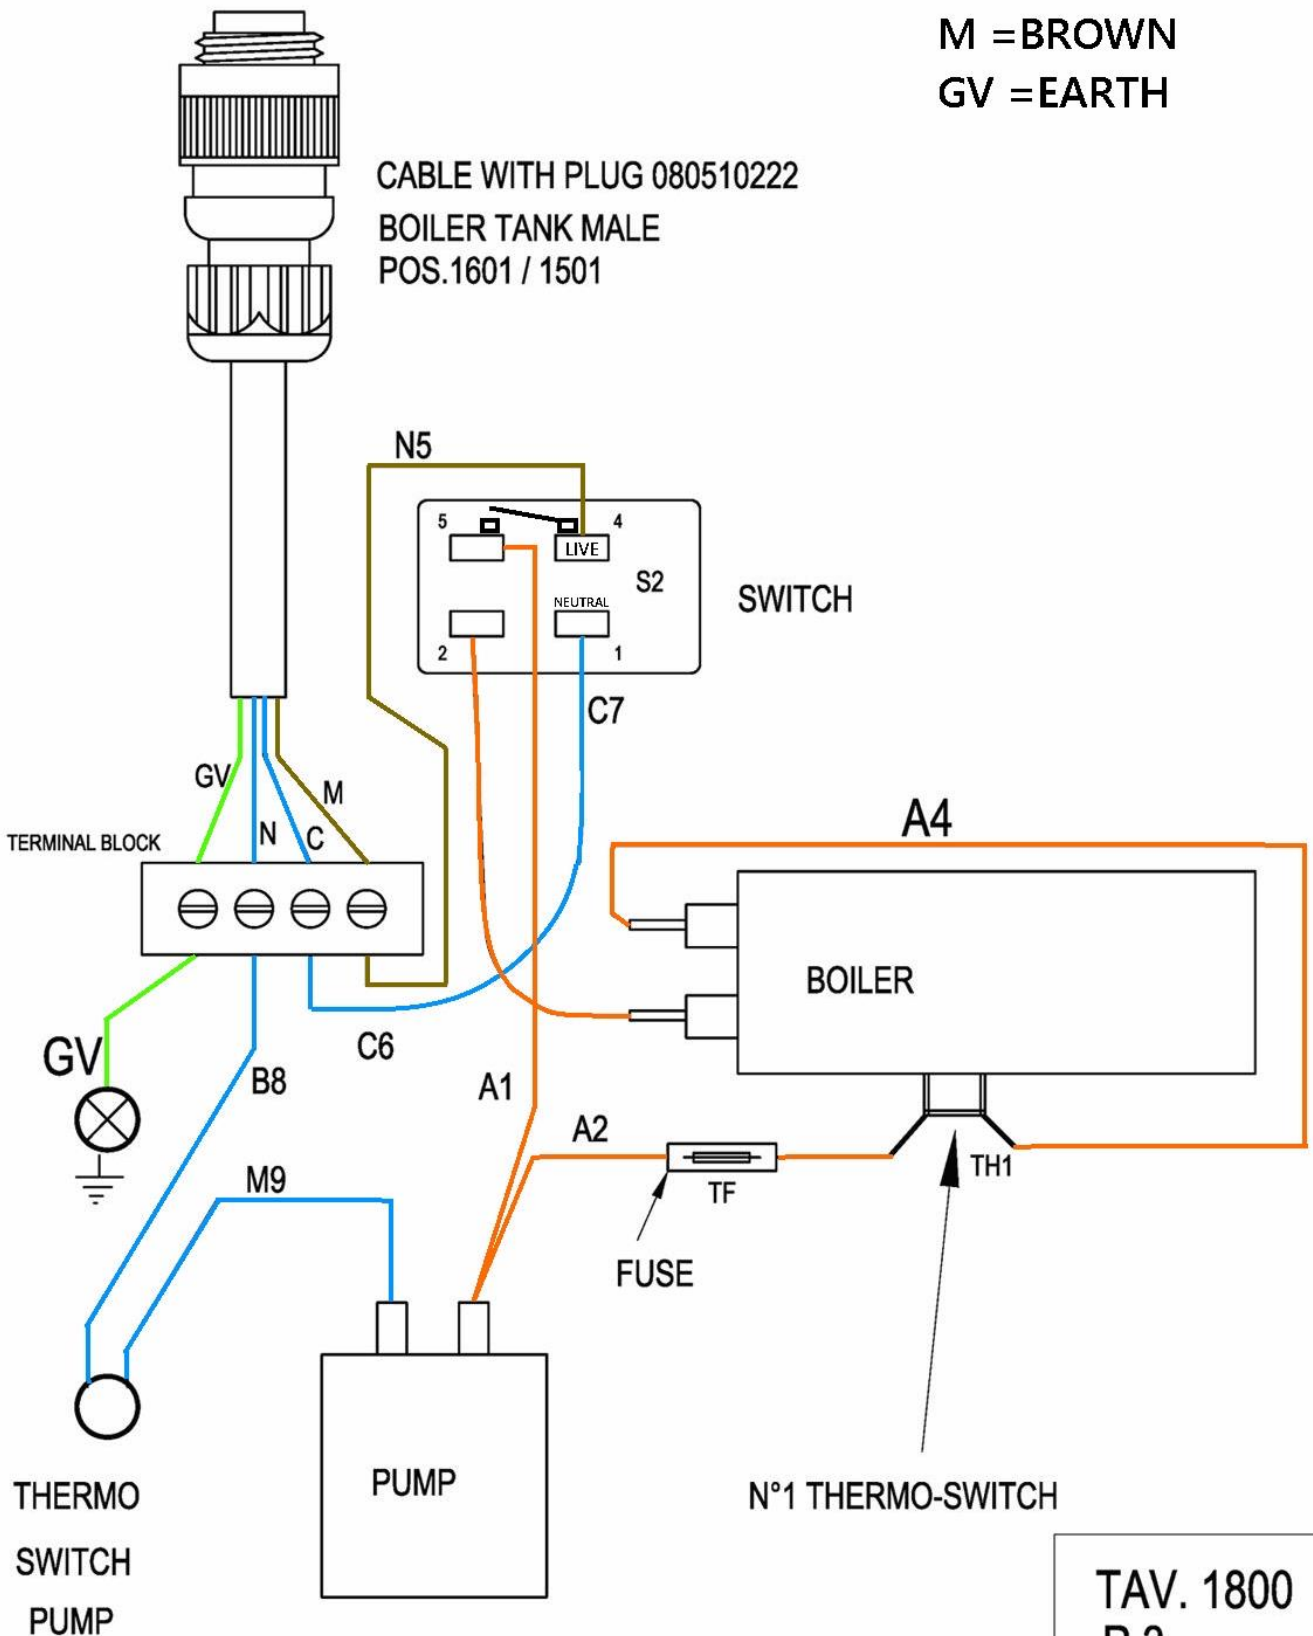 M =BROWN
GV =EARTH
CABLE WITH PLUG 080510222
BOILER TANK MALE
POS.1601 / 1501
N5
5
4
LIVE
S2
NEUTRAL
2
1
SWITCH
C7
GV
M
N
C
TERMINAL BLOCK
A4
BOILER
GV
C6
B8
A1
A2
TH1
TF
M9
FUSE
PUMP
THERMO
SWITCH
PUMP
N°1 THERMO-SWITCH
TAV. 1800